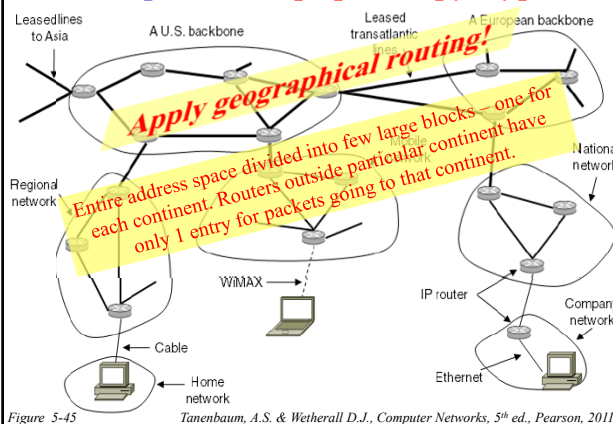 Leased lines
to Asia
A U.S. backbone
Leased
transatlantic
lines
A European backbone
Apply geographical routing!
Entire address space divided into few large blocks – one for
each continent. Routers outside particular continent have
only 1 entry for packets going to that continent.
Regional
network
National
network
WiMAX
IP router
Company
network
Cable
Ethernet
Home
network
Figure 5-45
Tanenbaum, A.S. & Wetherall D.J., Computer Networks, 5th ed., Pearson, 2011